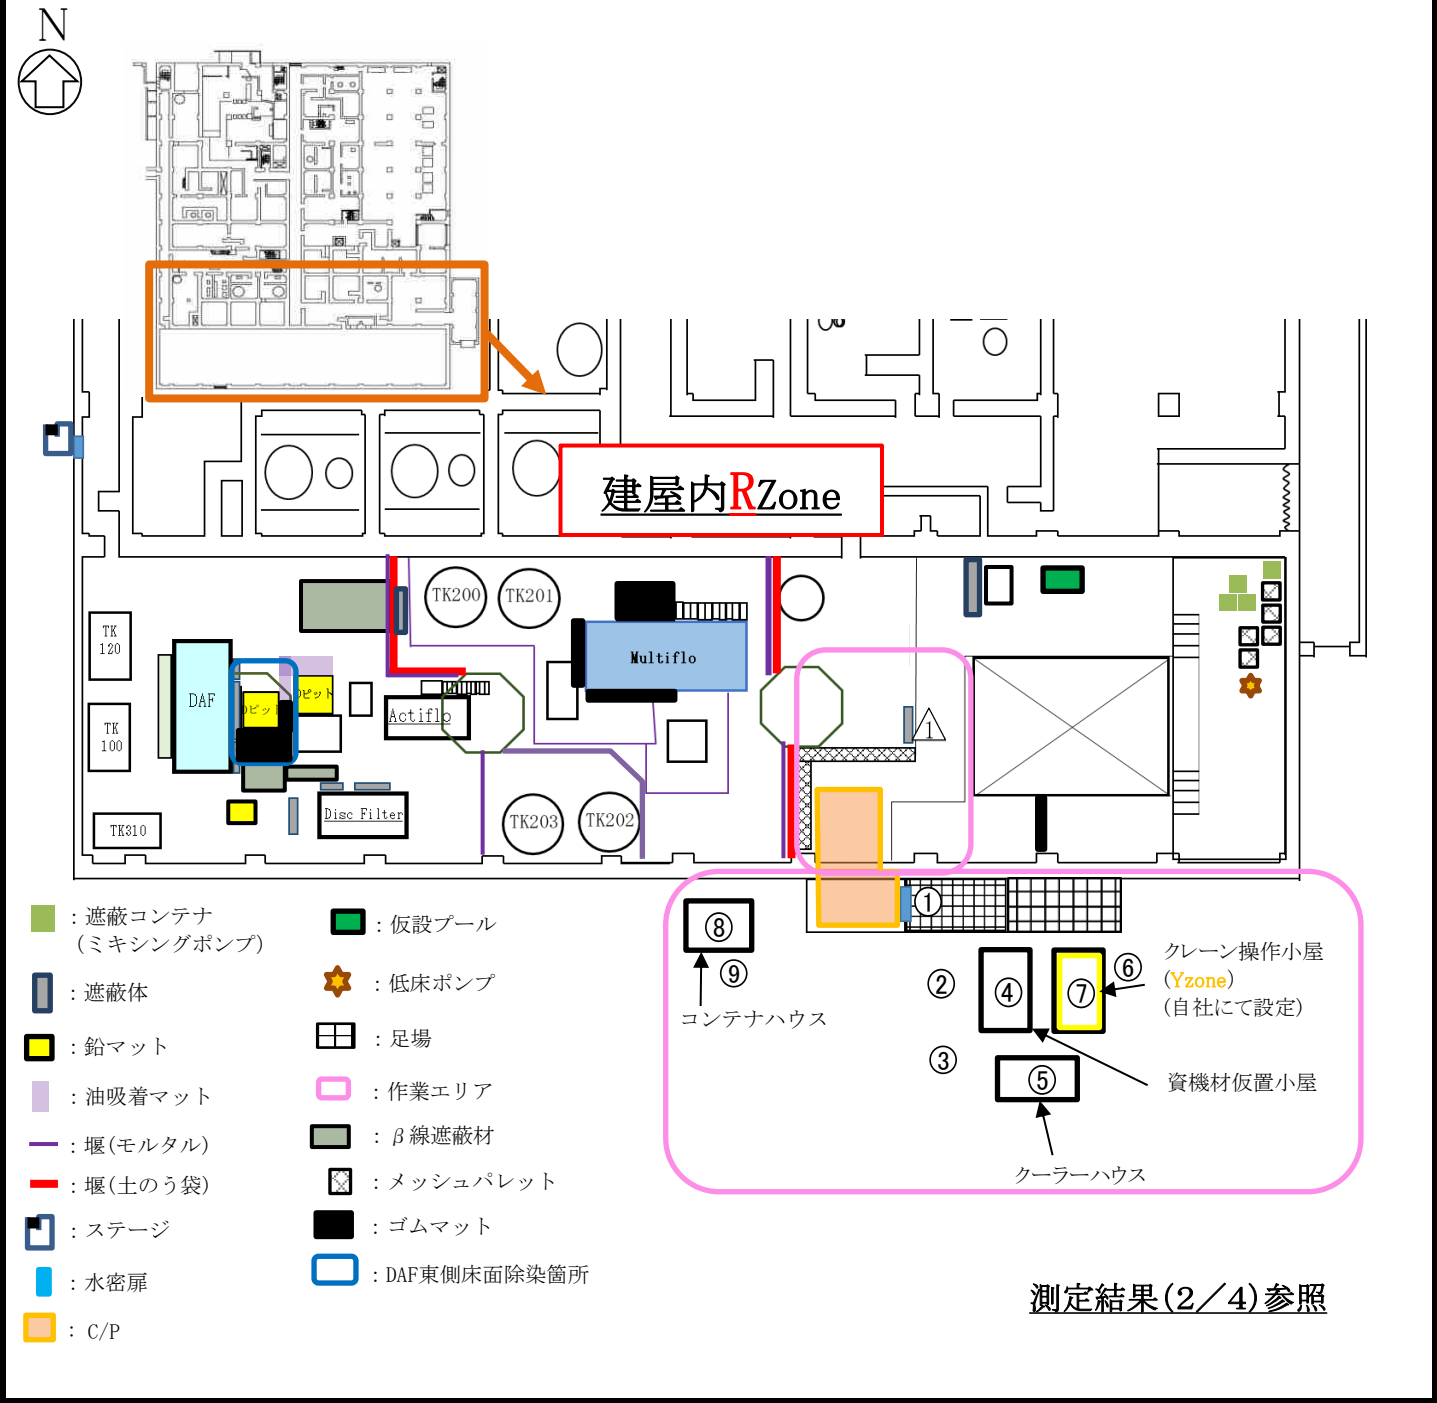 N
建屋内RZone
TK
120
DAF
TK
100
TK310
Dピット
Dピット
Disc Filter
Actiflo
TK200
TK201
TK203
TK202
Multiflo
1
①
②
③
④
⑤
⑥
⑦
⑧
⑨
コンテナハウス
クレーン操作小屋
(Yzone)
(自社にて設定)
資機材仮置小屋
クーラーハウス
：遮蔽コンテナ
(ミキシングポンプ)
：遮蔽体
：鉛マット
：油吸着マット
：堰(モルタル)
：堰(土のう袋)
：ステージ
：水密扉
： C/P
：仮設プール
：低床ポンプ
：足場
：作業エリア
：β線遮蔽材
：メッシュパレット
：ゴムマット
：DAF東側床面除染箇所
測定結果(2／4)参照